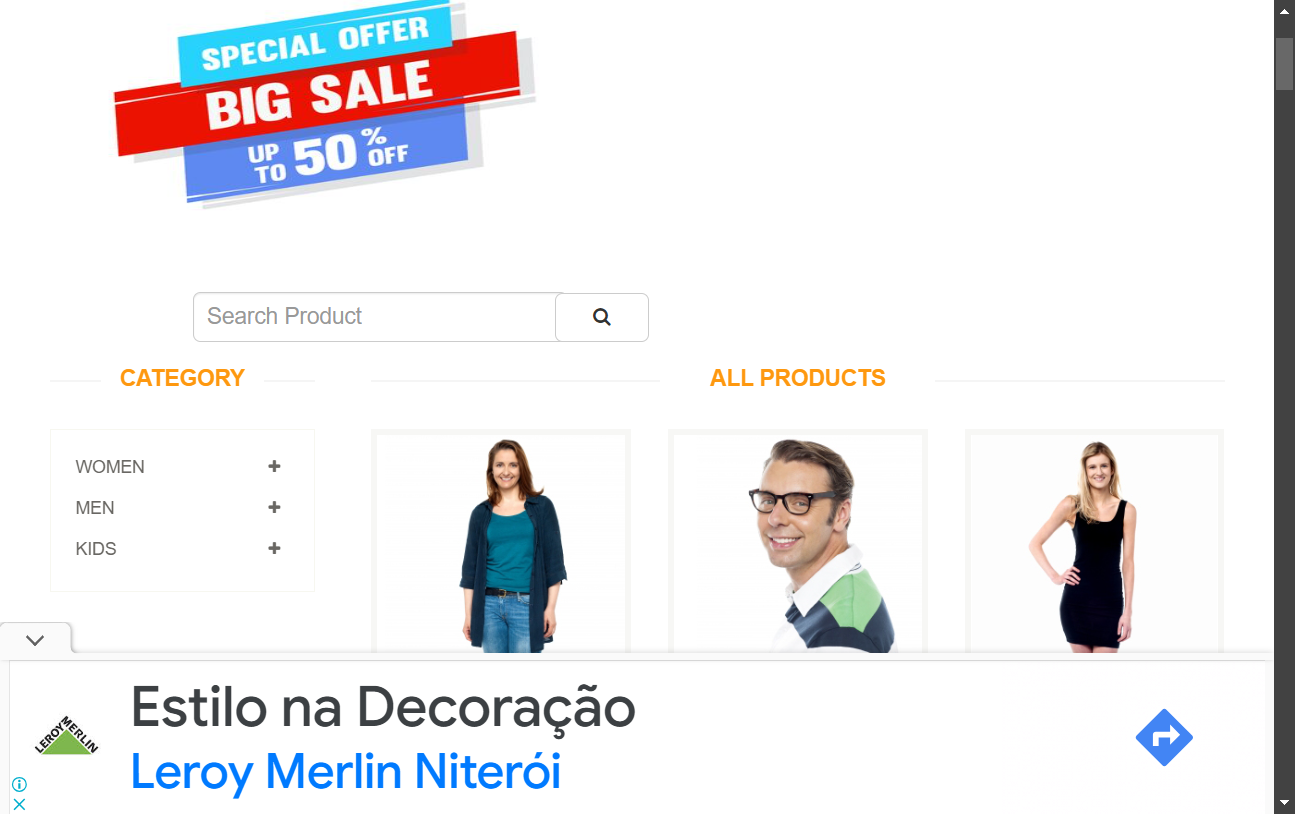 SPECIAL OFFER
BIG SALE
UP TO 50% OFF
Search Product
CATEGORY
ALL PRODUCTS
WOMEN
MEN
KIDS
Estilo na Decoração
LEROY MERLIN
Leroy Merlin Niterói